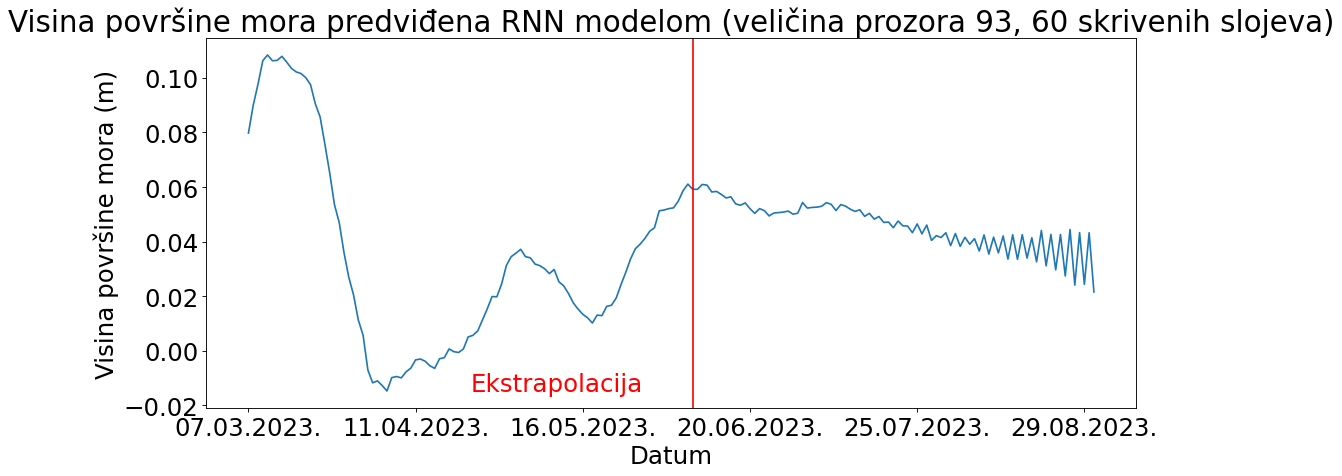 Visina površine mora predviđena RNN modelom (veličina prozora 93, 60 skrivenih slojeva)
Visina površine mora (m)
0.10
0.08
0.06
0.04
0.02
0.00
−0.02
Ekstrapolacija
07.03.2023. 11.04.2023. 16.05.2023. 20.06.2023. 25.07.2023. 29.08.2023.
Datum